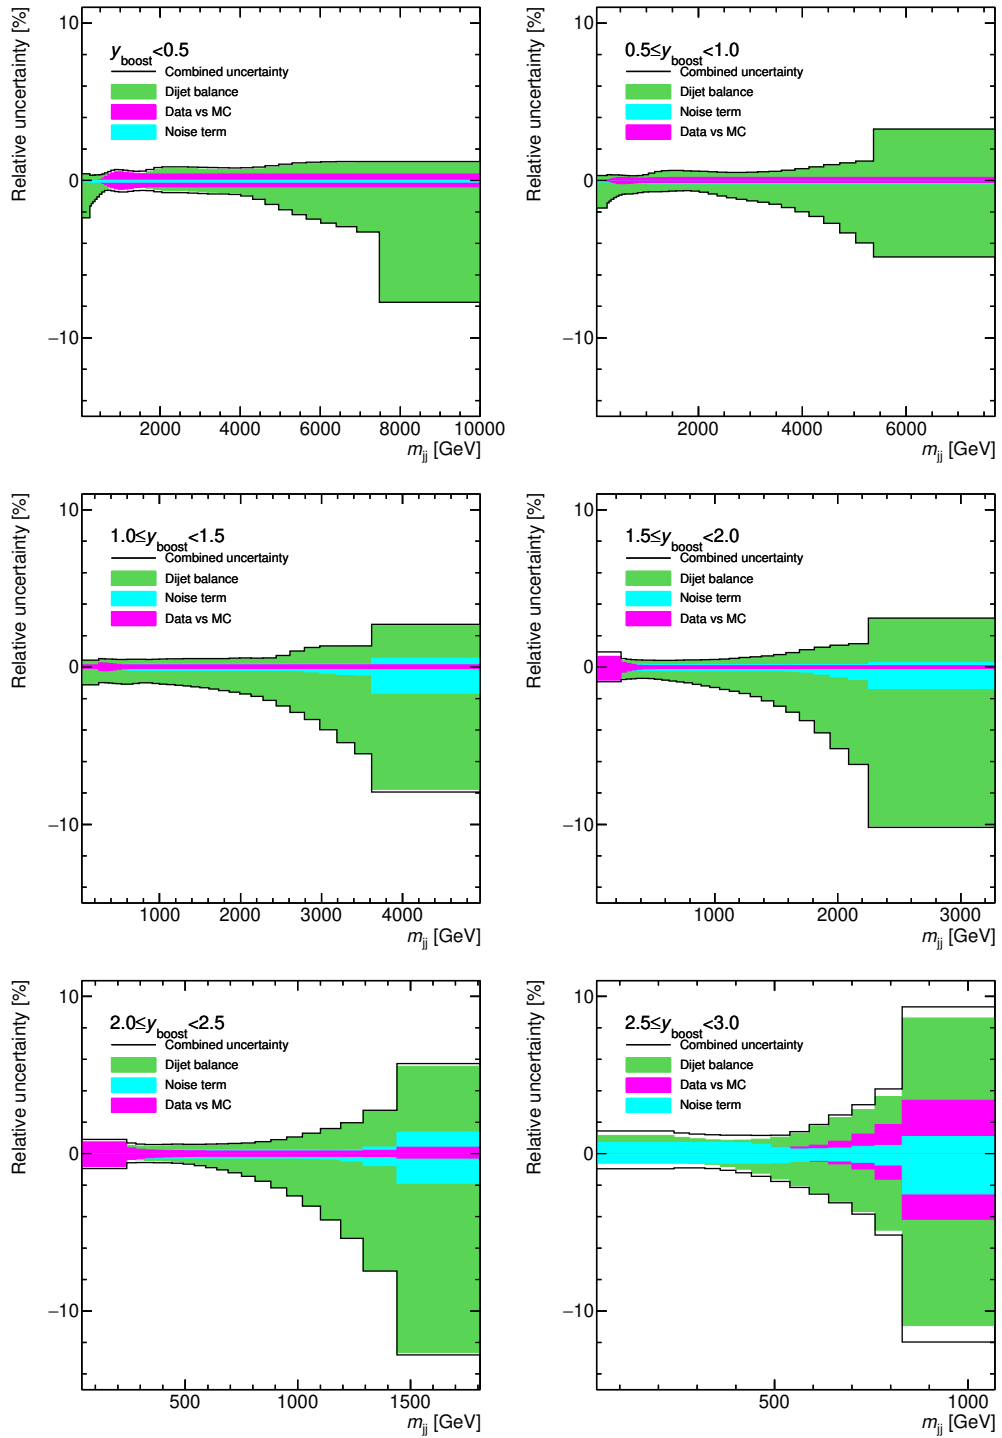 Relative uncertainty [%]
10
0
−10
y_boost<0.5
Combined uncertainty
Dijet balance
Data vs MC
Noise term
2000 4000 6000 8000 10000
m_jj [GeV]
Relative uncertainty [%]
10
0
−10
0.5≤y_boost<1.0
Combined uncertainty
Dijet balance
Noise term
Data vs MC
2000 4000 6000
m_jj [GeV]
Relative uncertainty [%]
10
0
−10
1.0≤y_boost<1.5
Combined uncertainty
Dijet balance
Noise term
Data vs MC
1000 2000 3000 4000
m_jj [GeV]
Relative uncertainty [%]
10
0
−10
1.5≤y_boost<2.0
Combined uncertainty
Dijet balance
Noise term
Data vs MC
1000 2000 3000
m_jj [GeV]
Relative uncertainty [%]
10
0
−10
2.0≤y_boost<2.5
Combined uncertainty
Dijet balance
Noise term
Data vs MC
500 1000 1500
m_jj [GeV]
Relative uncertainty [%]
10
0
−10
2.5≤y_boost<3.0
Combined uncertainty
Dijet balance
Data vs MC
Noise term
500 1000
m_jj [GeV]